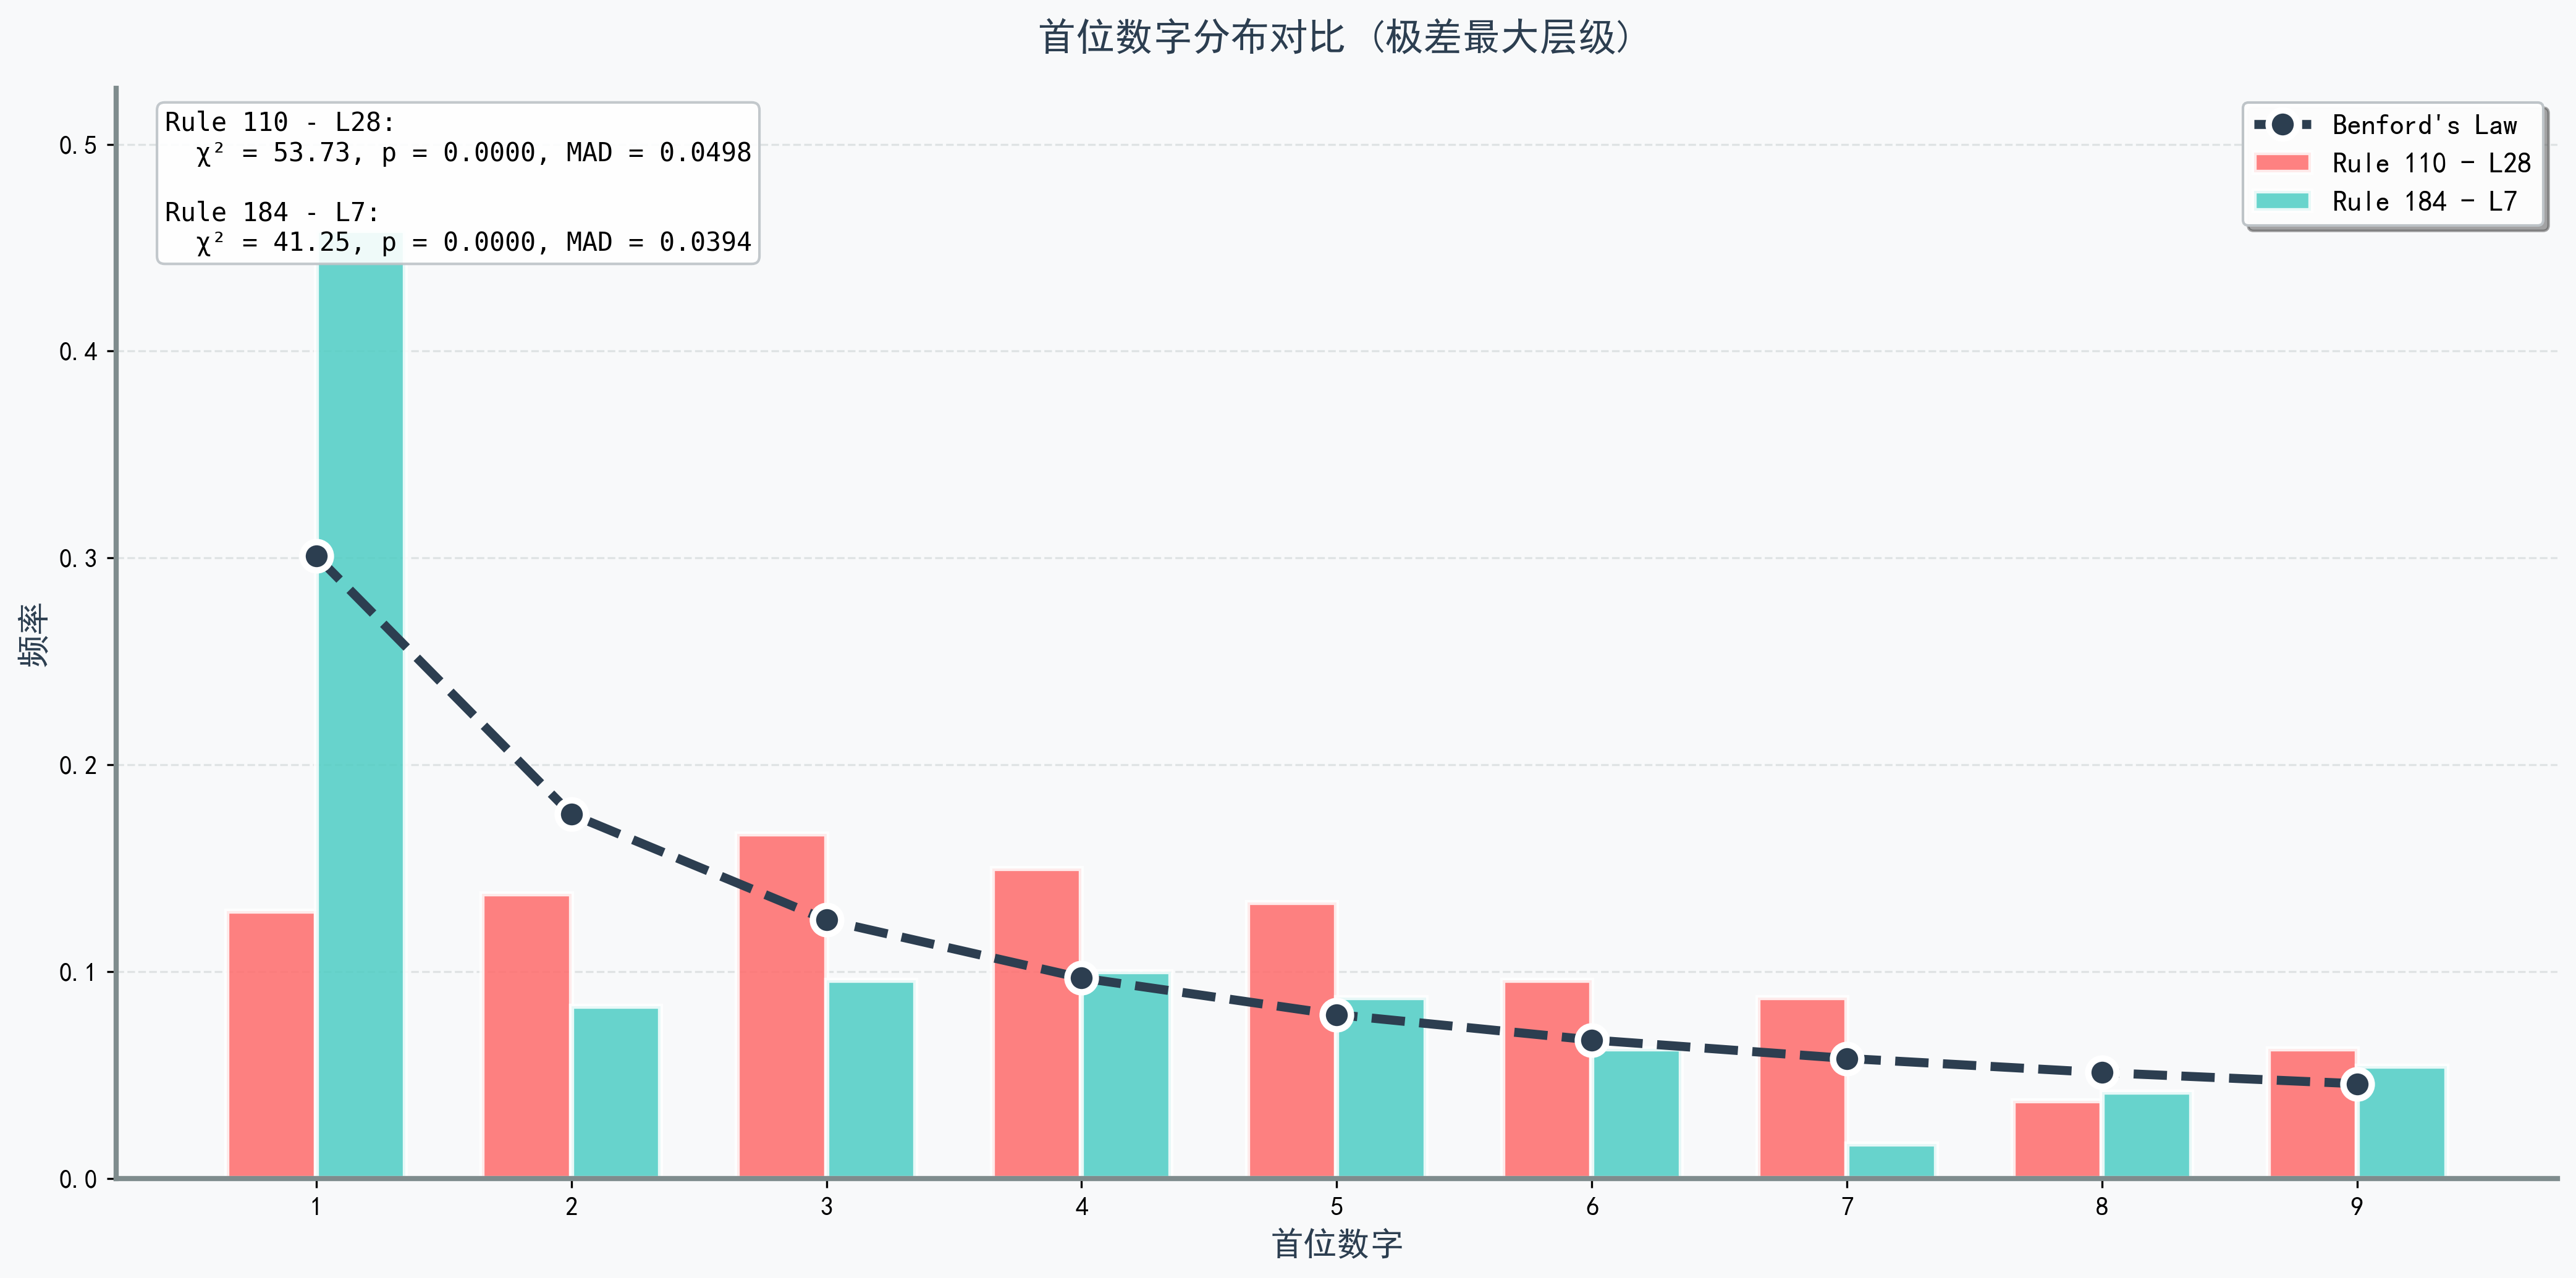 首位数字分布对比 (极差最大层级)
Rule 110 - L28:
χ² = 53.73, p = 0.0000, MAD = 0.0498
Rule 184 - L7:
χ² = 41.25, p = 0.0000, MAD = 0.0394
Benford's Law
Rule 110 - L28
Rule 184 - L7
频率
0.5
0.4
0.3
0.2
0.1
0.0
1 2 3 4 5 6 7 8 9
首位数字